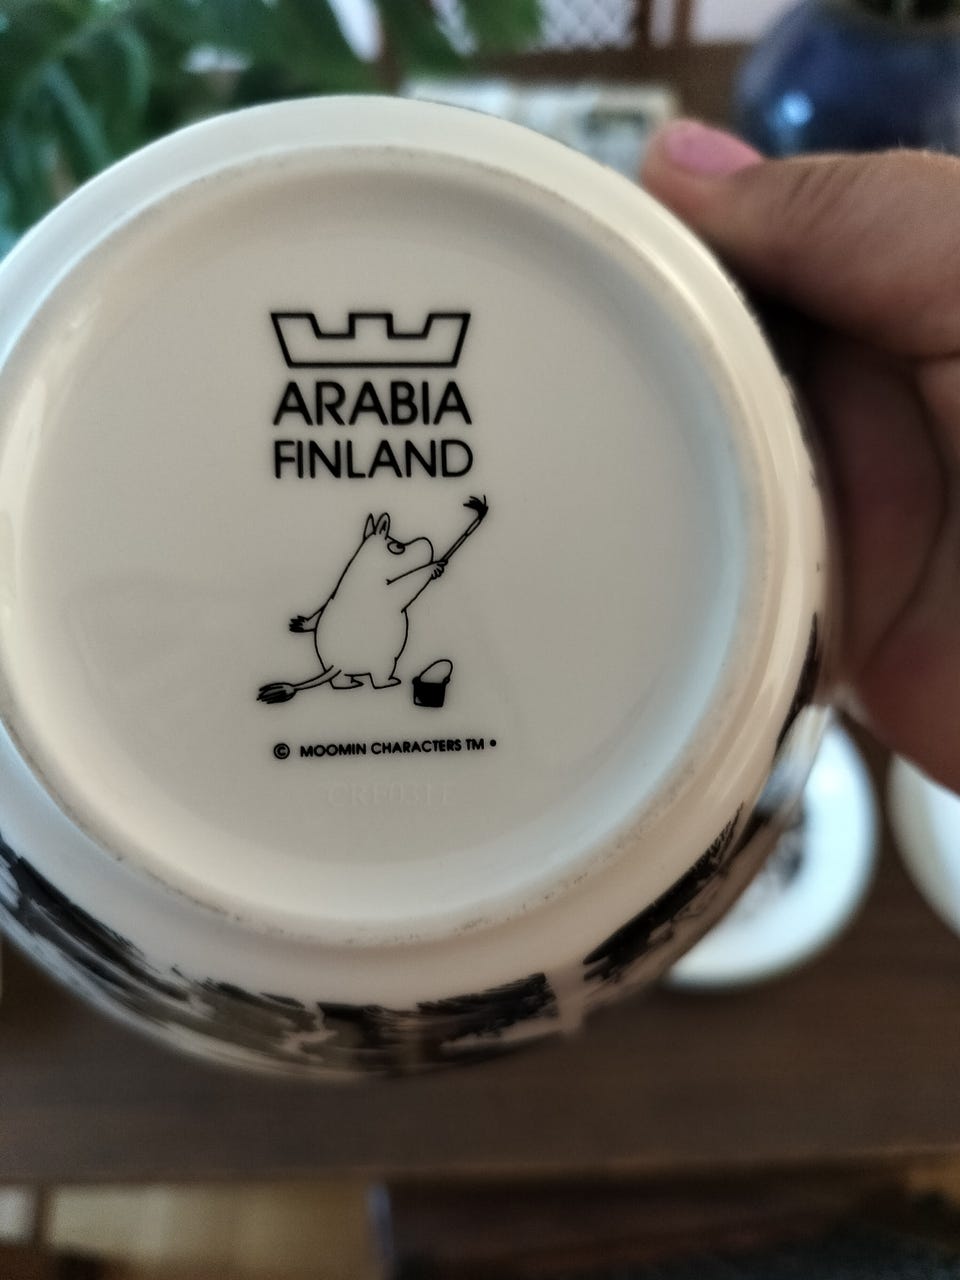 ARABIA
FINLAND
© MOOMIN CHARACTERS TM •